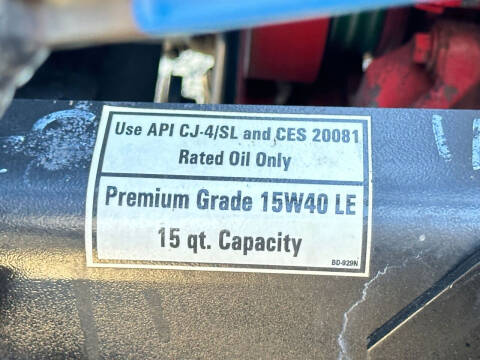 Use API CJ-4/SL and CES 20081
Rated Oil Only
Premium Grade 15W40 LE
15 qt. Capacity
BD-929N